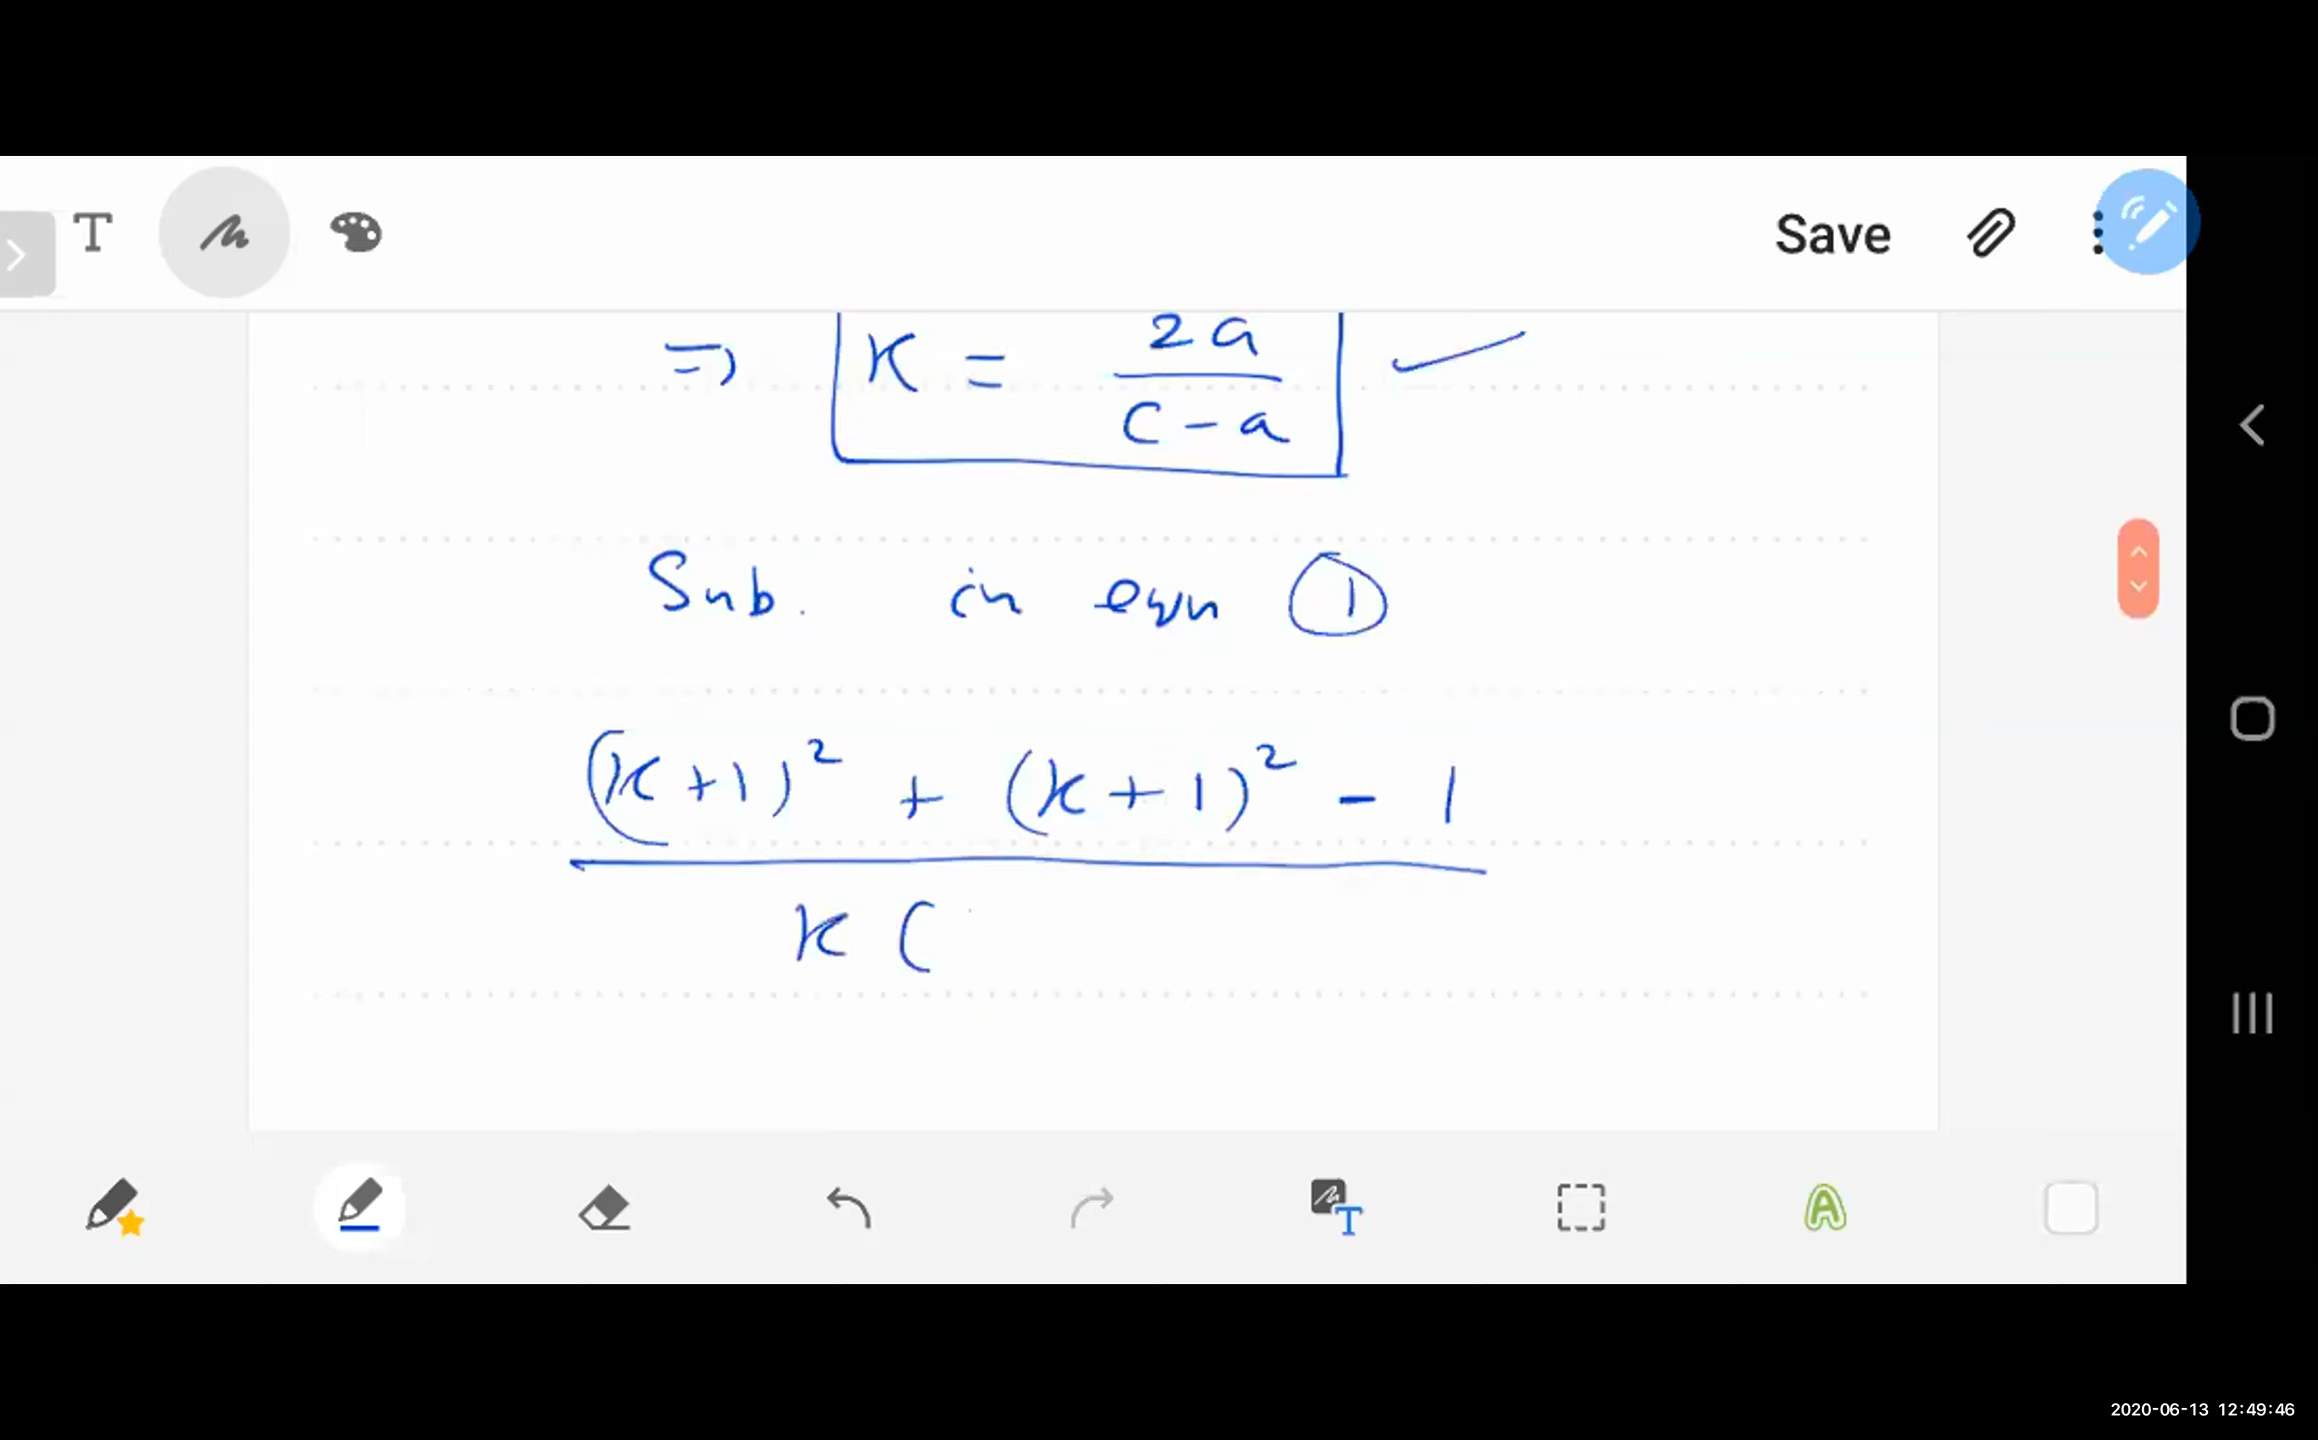 T Save
⇒ K = 2a / (c - a) ✓
Sub. in eqn ①
(k+1)² + (k+1)² - 1
K (
T A
2020-06-13 12:49:46